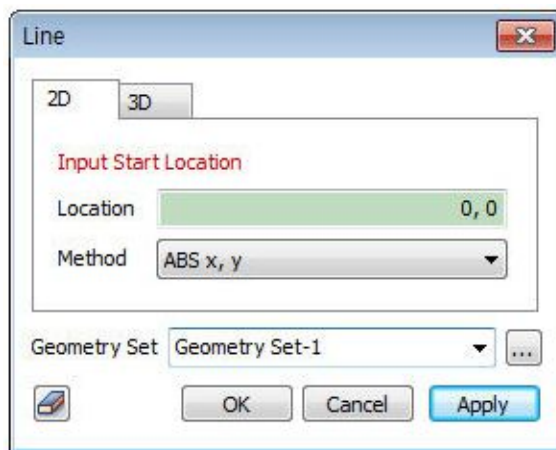 Line
2D 3D
Input Start Location
Location 0, 0
Method ABS x, y
Geometry Set Geometry Set-1 ...
OK Cancel Apply